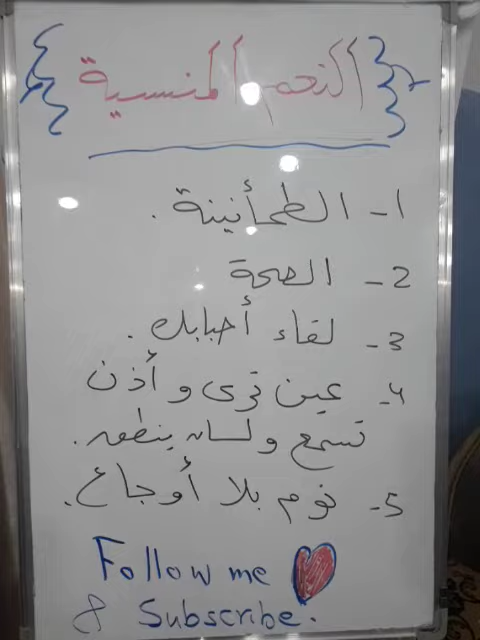 النعم المنسية
1- الطمأنينة.
2- الصحة
3- لقاء أحبابك.
4- عين ترى وأذن
تسمع ولسان ينطق.
5- نوم بلا أوجاع.
Follow me
& Subscribe.